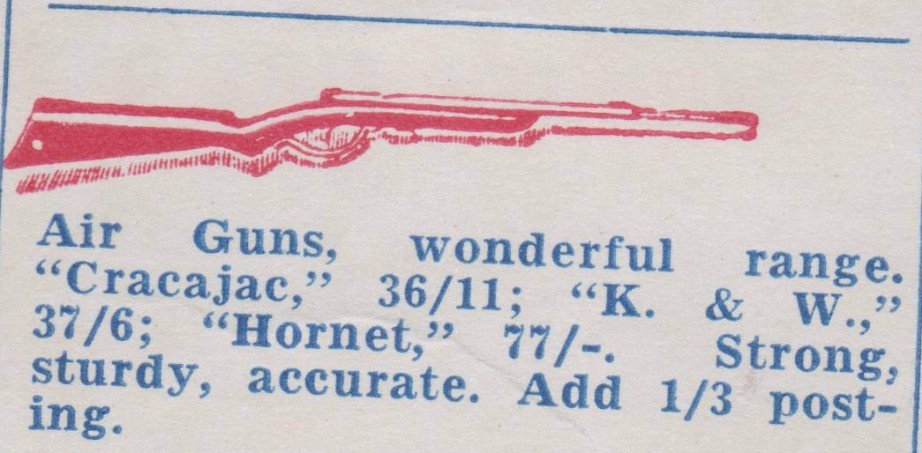 Air Guns, wonderful range.
“Cracajac,” 36/11; “K. & W.,”
37/6; “Hornet,” 77/-. Strong,
sturdy, accurate. Add 1/3 post-
ing.